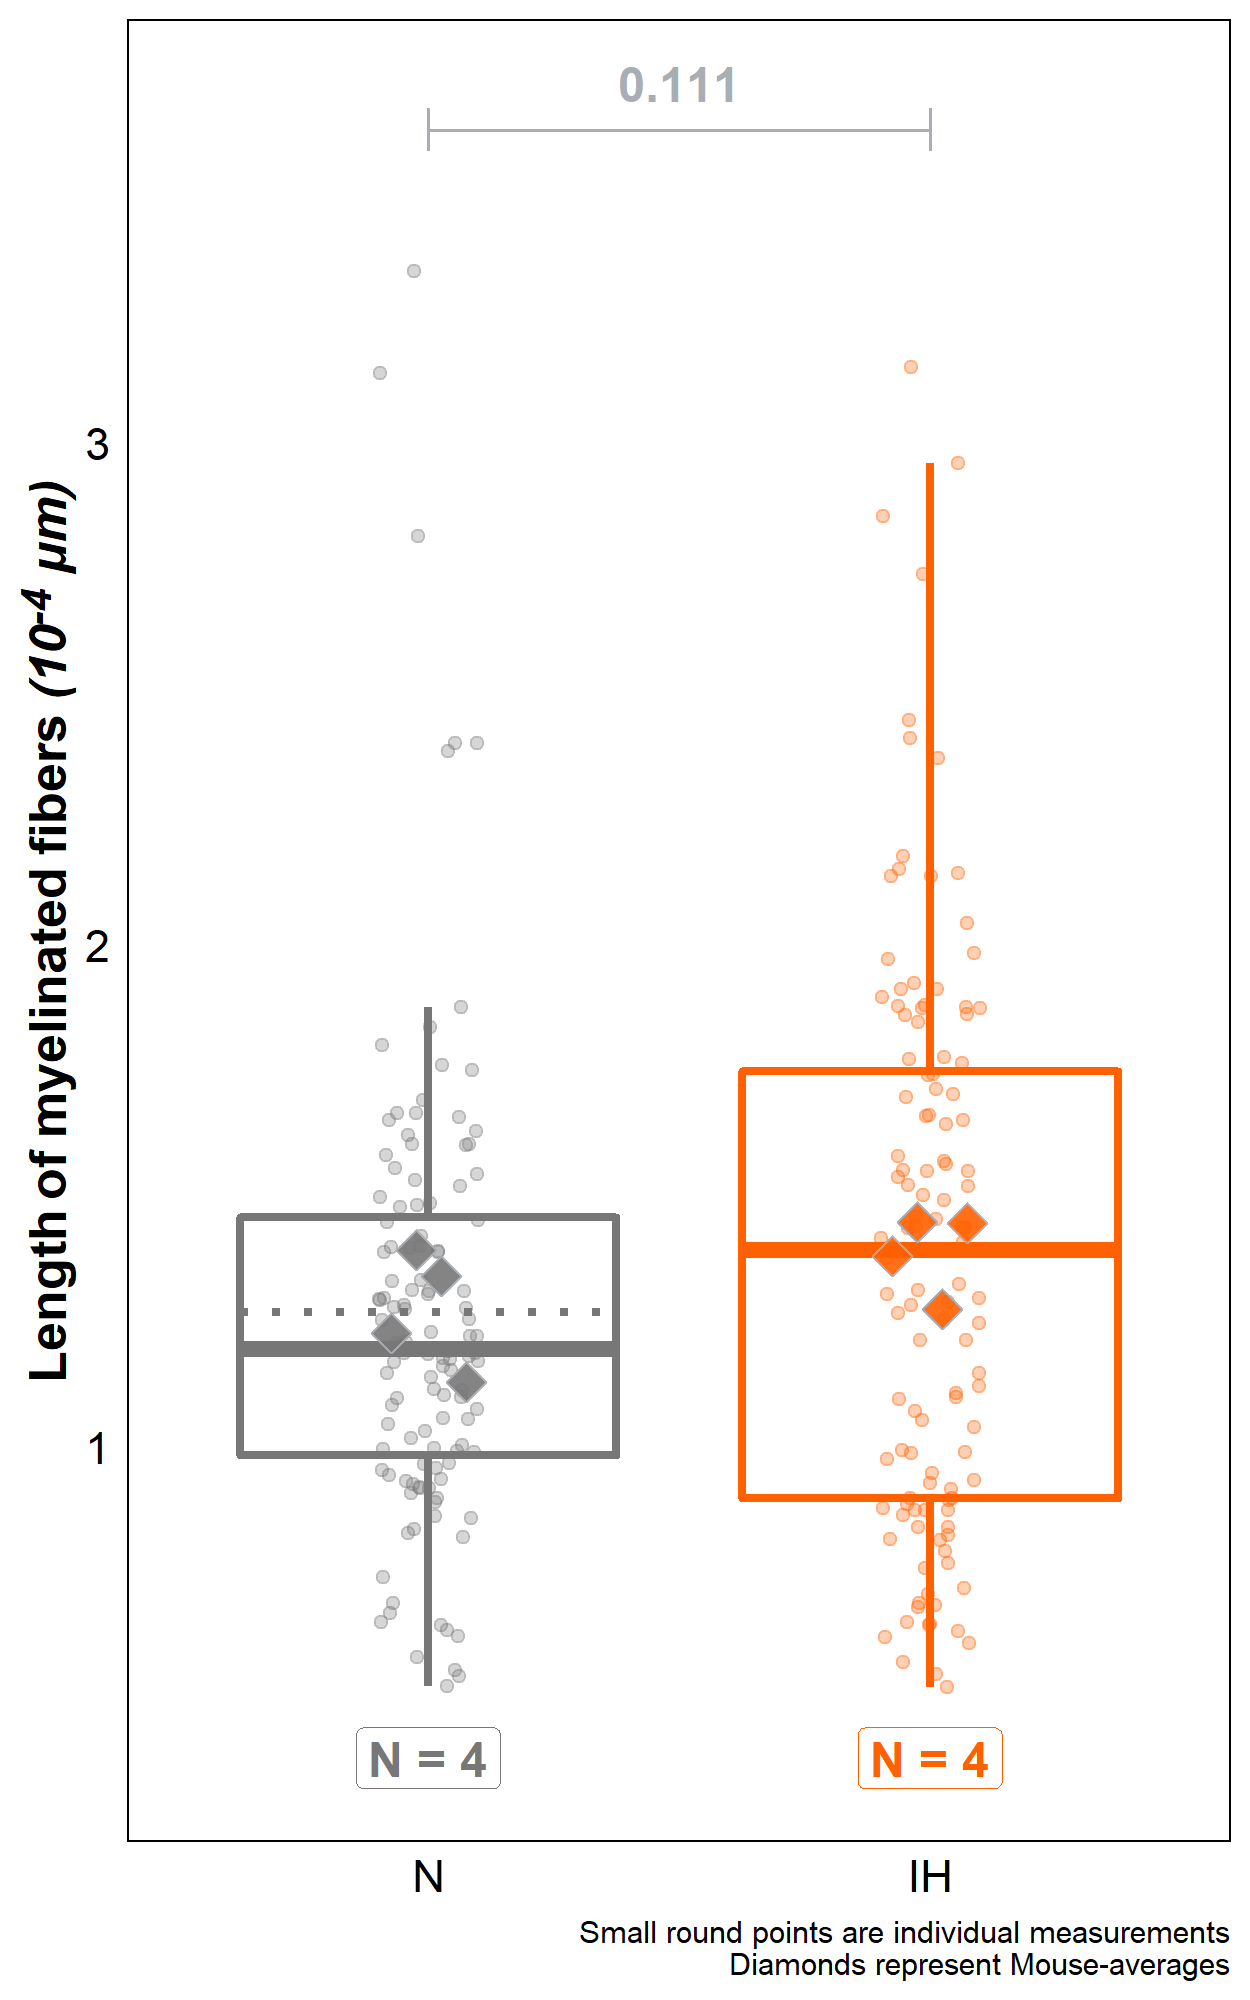 0.111
3
2
1
Length of myelinated fibers (10⁻⁴ μm)
N = 4
N = 4
N
IH
Small round points are individual measurements
Diamonds represent Mouse-averages